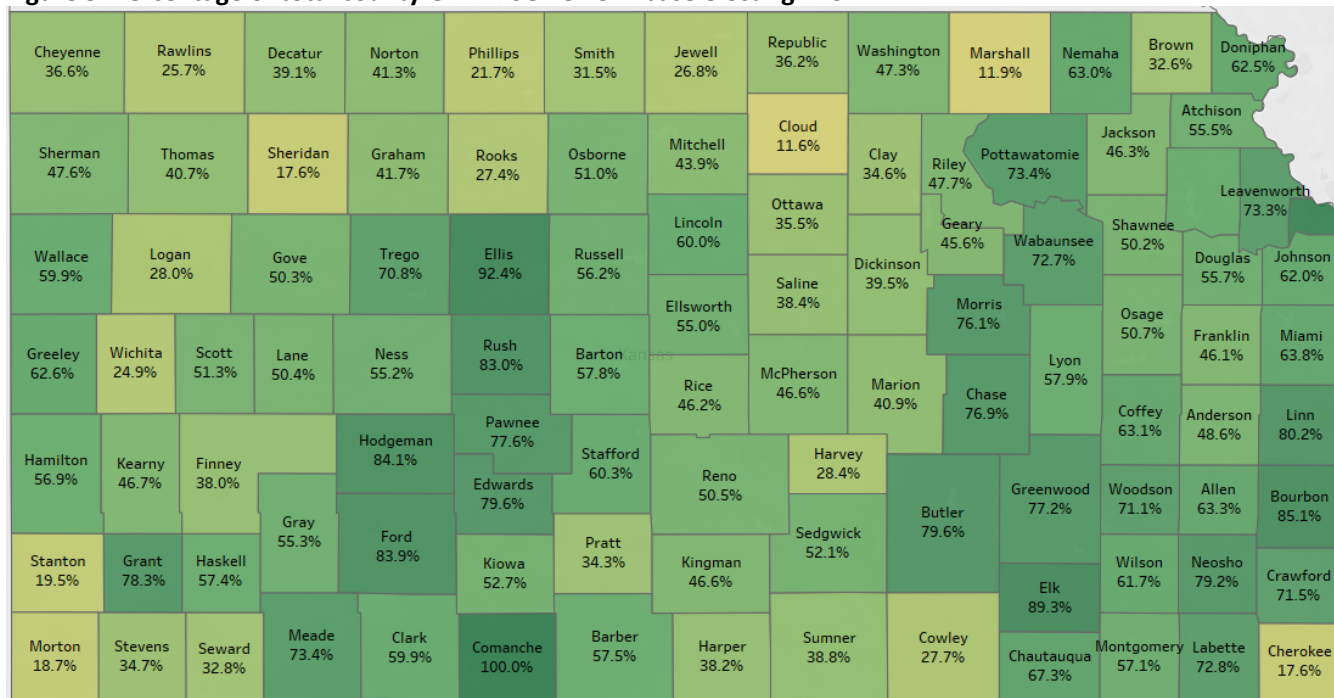 Cheyenne
36.6%
Rawlins
25.7%
Decatur
39.1%
Norton
41.3%
Phillips
21.7%
Smith
31.5%
Jewell
26.8%
Republic
36.2%
Washington
47.3%
Marshall
11.9%
Nemaha
63.0%
Brown
32.6%
Doniphan
62.5%
Sherman
47.6%
Thomas
40.7%
Sheridan
17.6%
Graham
41.7%
Rooks
27.4%
Osborne
51.0%
Mitchell
43.9%
Cloud
11.6%
Clay
34.6%
Riley
47.7%
Pottawatomie
73.4%
Jackson
46.3%
Atchison
55.5%
Leavenworth
73.3%
Wallace
59.9%
Logan
28.0%
Gove
50.3%
Trego
70.8%
Ellis
92.4%
Russell
56.2%
Lincoln
60.0%
Ottawa
35.5%
Geary
45.6%
Wabaunsee
72.7%
Shawnee
50.2%
Douglas
55.7%
Johnson
62.0%
Ellsworth
55.0%
Saline
38.4%
Dickinson
39.5%
Morris
76.1%
Osage
50.7%
Franklin
46.1%
Miami
63.8%
Greeley
62.6%
Wichita
24.9%
Scott
51.3%
Lane
50.4%
Ness
55.2%
Rush
83.0%
Barton
57.8%
Kansas
Rice
46.2%
McPherson
46.6%
Marion
40.9%
Chase
76.9%
Lyon
57.9%
Coffey
63.1%
Anderson
48.6%
Linn
80.2%
Hamilton
56.9%
Kearny
46.7%
Finney
38.0%
Hodgeman
84.1%
Pawnee
77.6%
Edwards
79.6%
Stafford
60.3%
Reno
50.5%
Harvey
28.4%
Butler
79.6%
Greenwood
77.2%
Woodson
71.1%
Allen
63.3%
Bourbon
85.1%
Gray
55.3%
Ford
83.9%
Sedgwick
52.1%
Stanton
19.5%
Grant
78.3%
Haskell
57.4%
Kiowa
52.7%
Pratt
34.3%
Kingman
46.6%
Elk
89.3%
Wilson
61.7%
Neosho
79.2%
Crawford
71.5%
Morton
18.7%
Stevens
34.7%
Seward
32.8%
Meade
73.4%
Clark
59.9%
Comanche
100.0%
Barber
57.5%
Harper
38.2%
Sumner
38.8%
Cowley
27.7%
Chautauqua
67.3%
Montgomery
57.1%
Labette
72.8%
Cherokee
17.6%